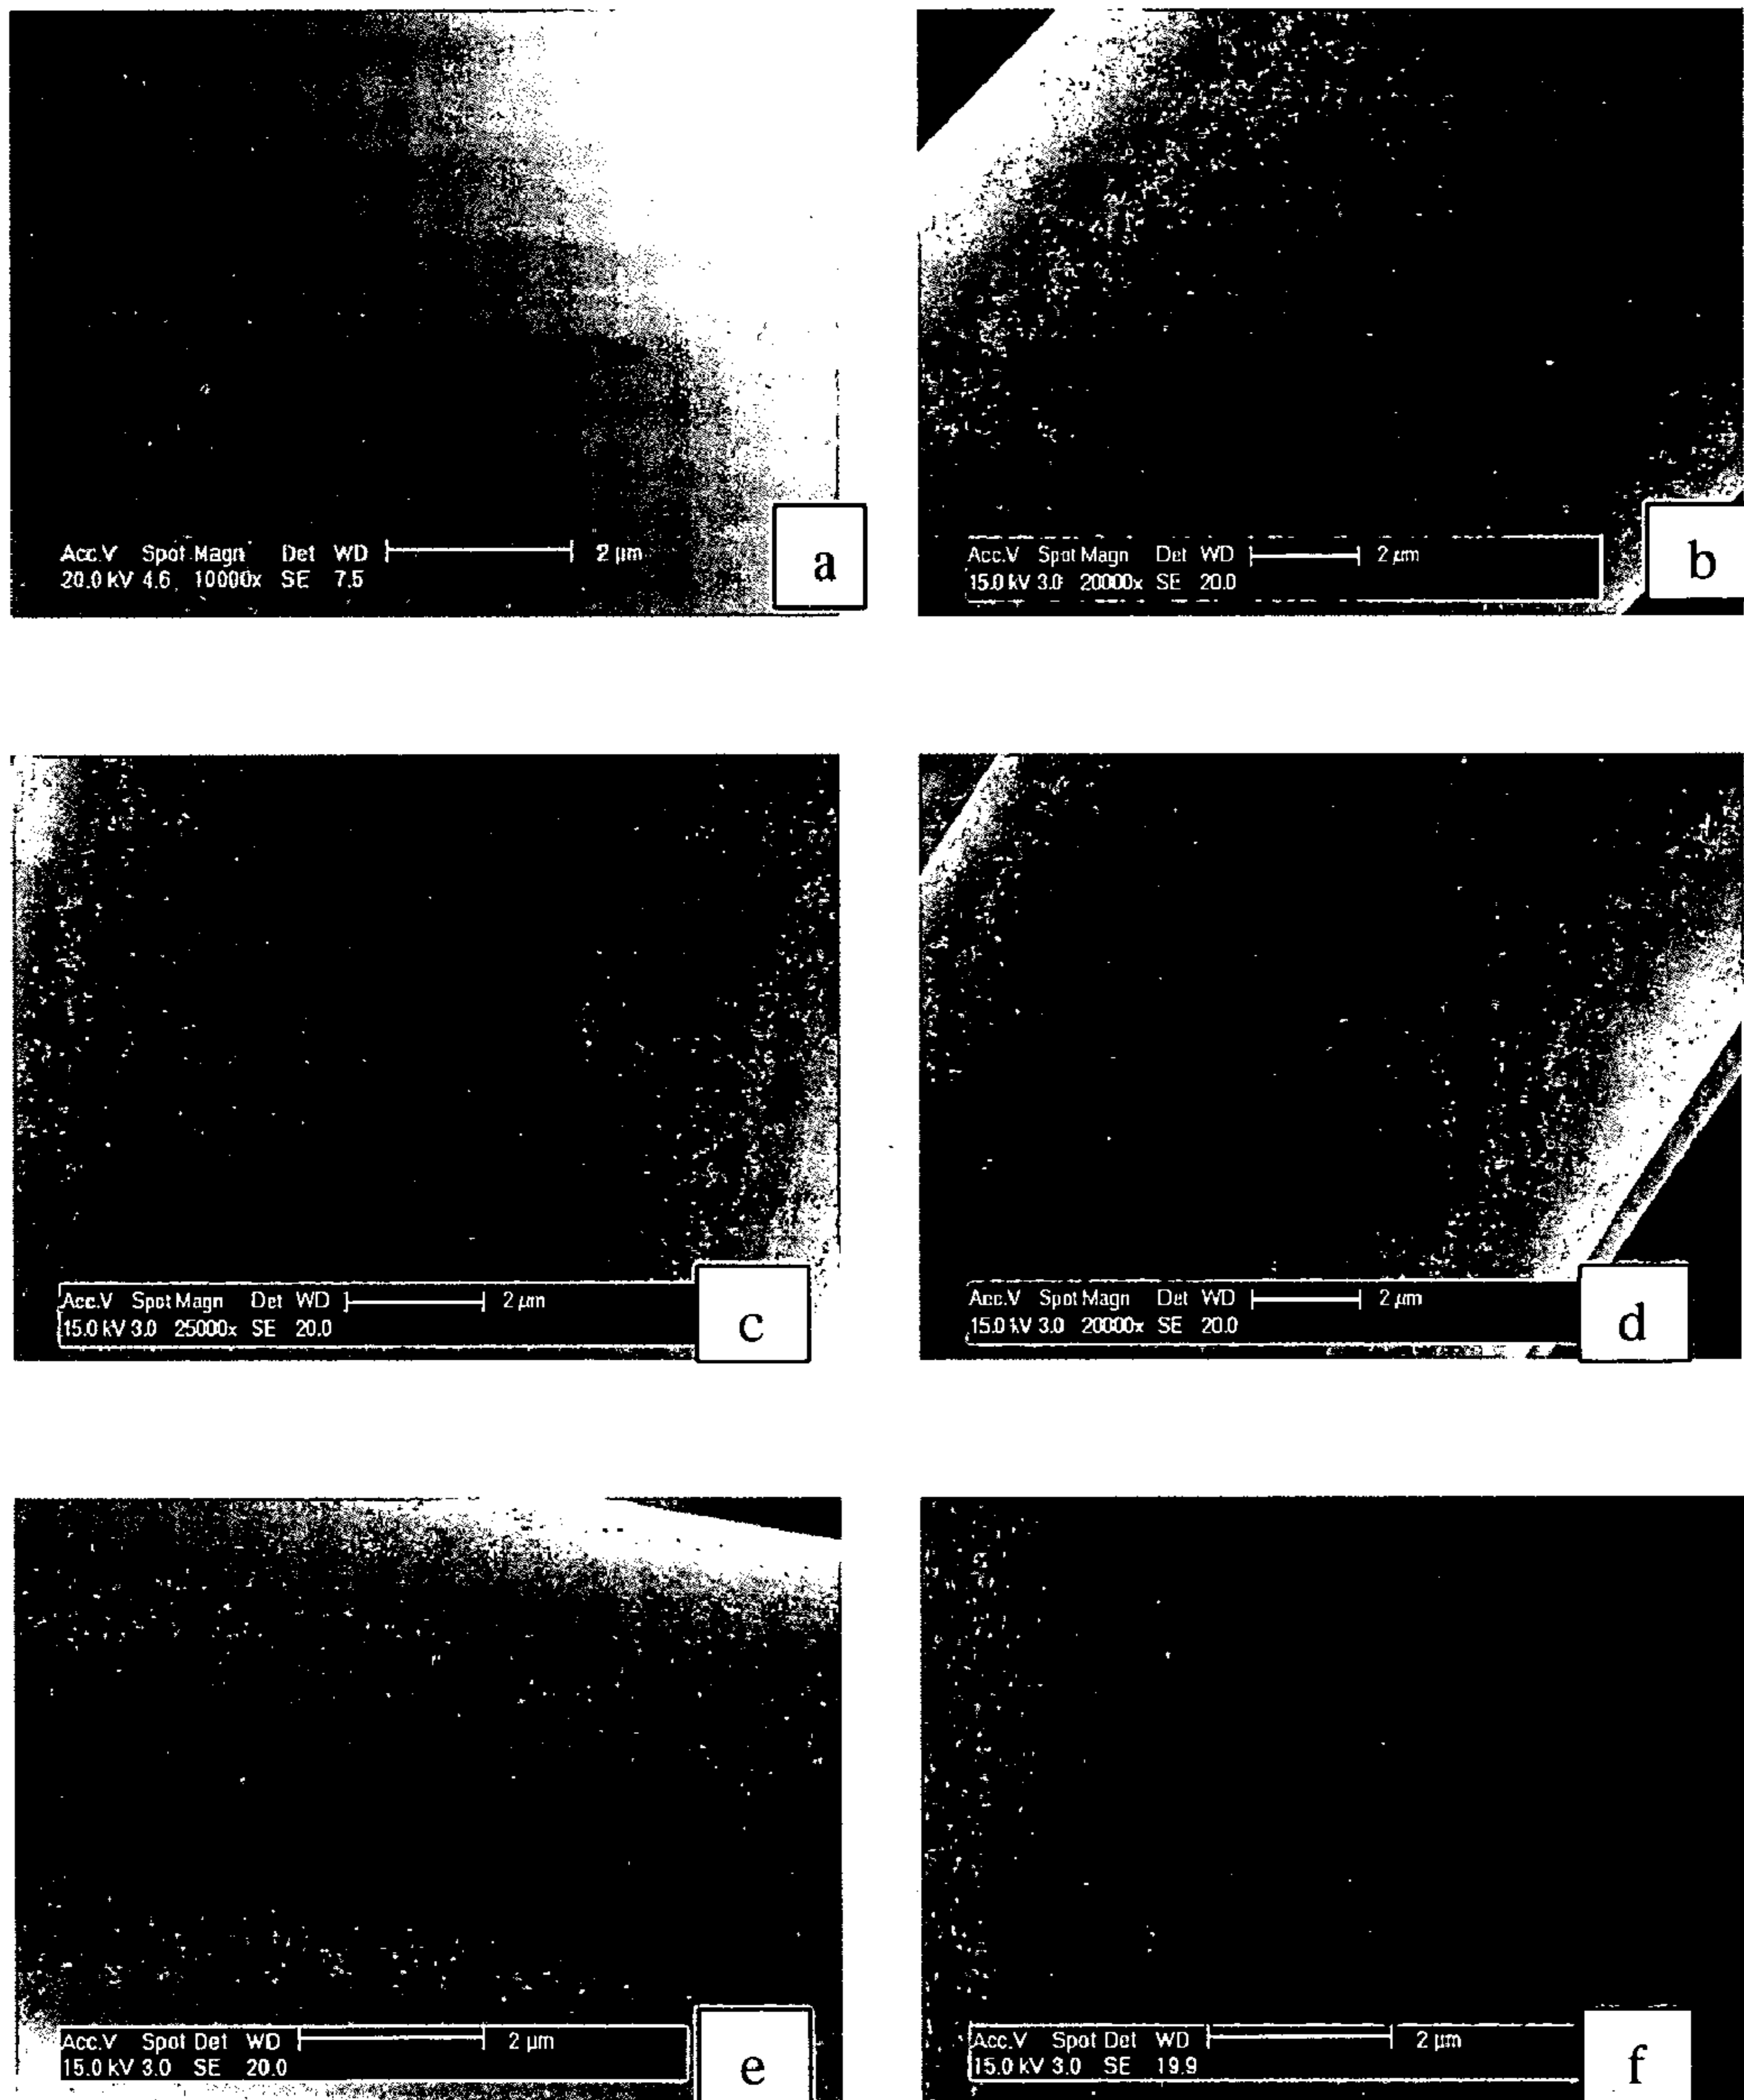 Acc.V Spot Magn Det WD 2 µm
20.0 kV 4.6 10000x SE 7.5
a
Acc.V Spot Magn Det WD 2 µm
15.0 kV 3.0 20000x SE 20.0
b
Acc.V Spot Magn Det WD 2 µm
15.0 kV 3.0 25000x SE 20.0
c
Acc.V Spot Magn Det WD 2 µm
15.0 kV 3.0 20000x SE 20.0
d
Acc.V Spot Det WD 2 µm
15.0 kV 3.0 SE 20.0
e
Acc.V Spot Det WD 2 µm
15.0 kV 3.0 SE 19.9
f